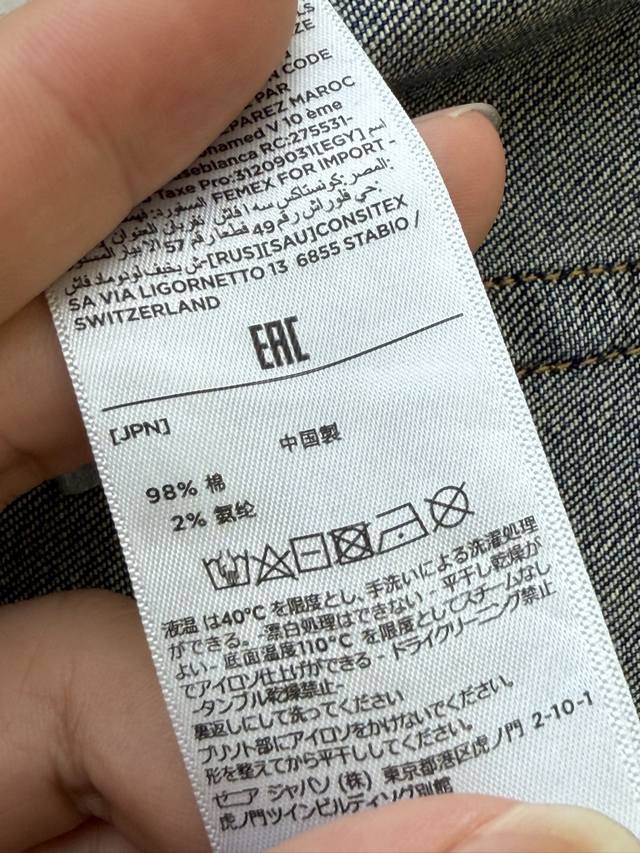 CODE
PAR
MAROC
V 10 ème
RC:275531-
Taxe Pro:31209031[EGY] اسم
FEMEX FOR IMPORT -
49 57
[RUS][SAU]CONSITEX
SA VIA LIGORNETTO 13 6855 STABIO /
SWITZERLAND
EAC
[JPN]
中国製
98% 棉
2% 氨纶
液温 は40°C を限度とし、手洗いによる洗濯処理
ができる。-漂白処理はできない - 平干し乾燥が
よい- 底面温度110°C を限度としてスチームなし
でアイロン仕上げができる - ドライクリーニング禁止
-タンブル乾燥禁止-
裏返しにして洗ってください
プリント部にアイロンをかけないでください。
形を整えてから平干ししてください。
ジャパン (株) 東京都港区虎ノ門 2-10-1
虎ノ門ツインビルディング別館